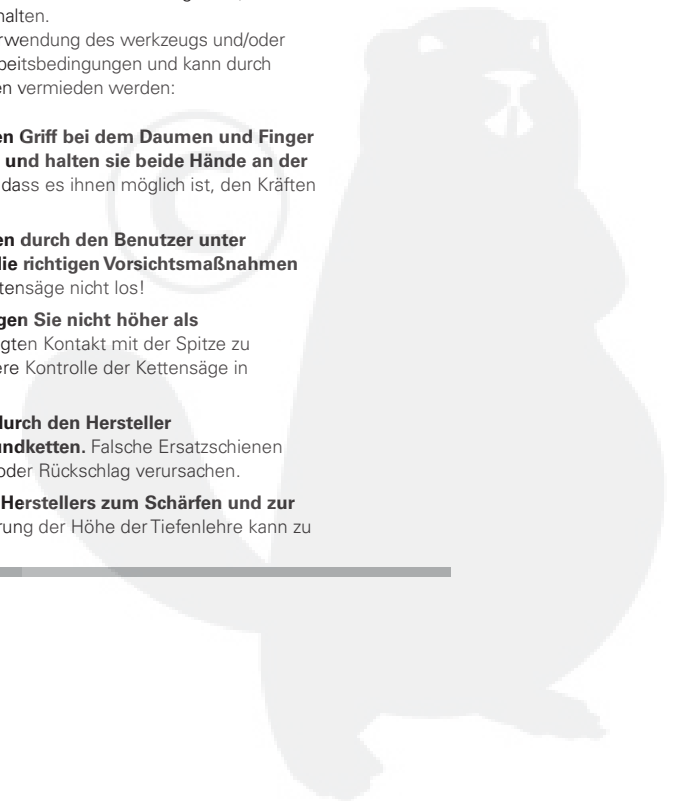 halten.
rwendung des werkzeugs und/oder
beitsbedingungen und kann durch
en vermieden werden:
en Griff bei dem Daumen und Finger
und halten sie beide Hände an der
dass es ihnen möglich ist, den Kräften
en durch den Benutzer unter
lie richtigen Vorsichtsmaßnahmen
tensäge nicht los!
gen Sie nicht höher als
gten Kontakt mit der Spitze zu
ere Kontrolle der Kettensäge in
durch den Hersteller
ndketten. Falsche Ersatzschienen
oder Rückschlag verursachen.
Herstellers zum Schärfen und zur
rung der Höhe der Tiefenlehre kann zu
©